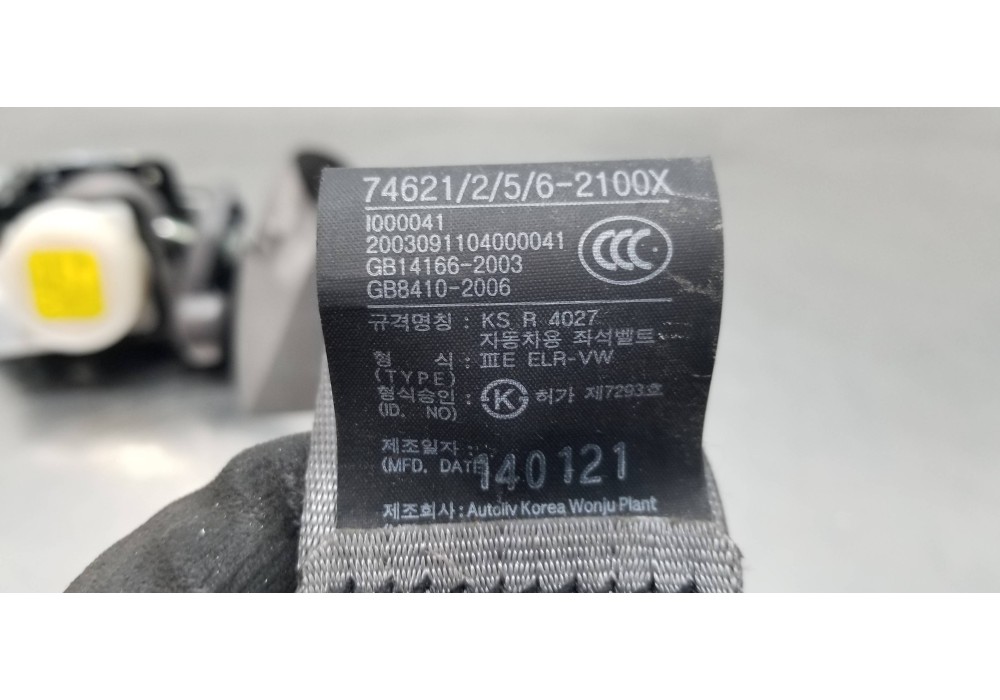 74621/2/5/6-2100X
I000041
2003091104000041
GB14166-2003
GB8410-2006
CCC
규격명칭 : KS R 4027
자동차용 좌석벨트
형 식 : ⅢE ELR-VW
(TYPE)
형식승인 : K 허가 제7293호
(ID. NO)
제조일자 :
(MFD. DATE 140121
제조회사 : Autoliv Korea Wonju Plant